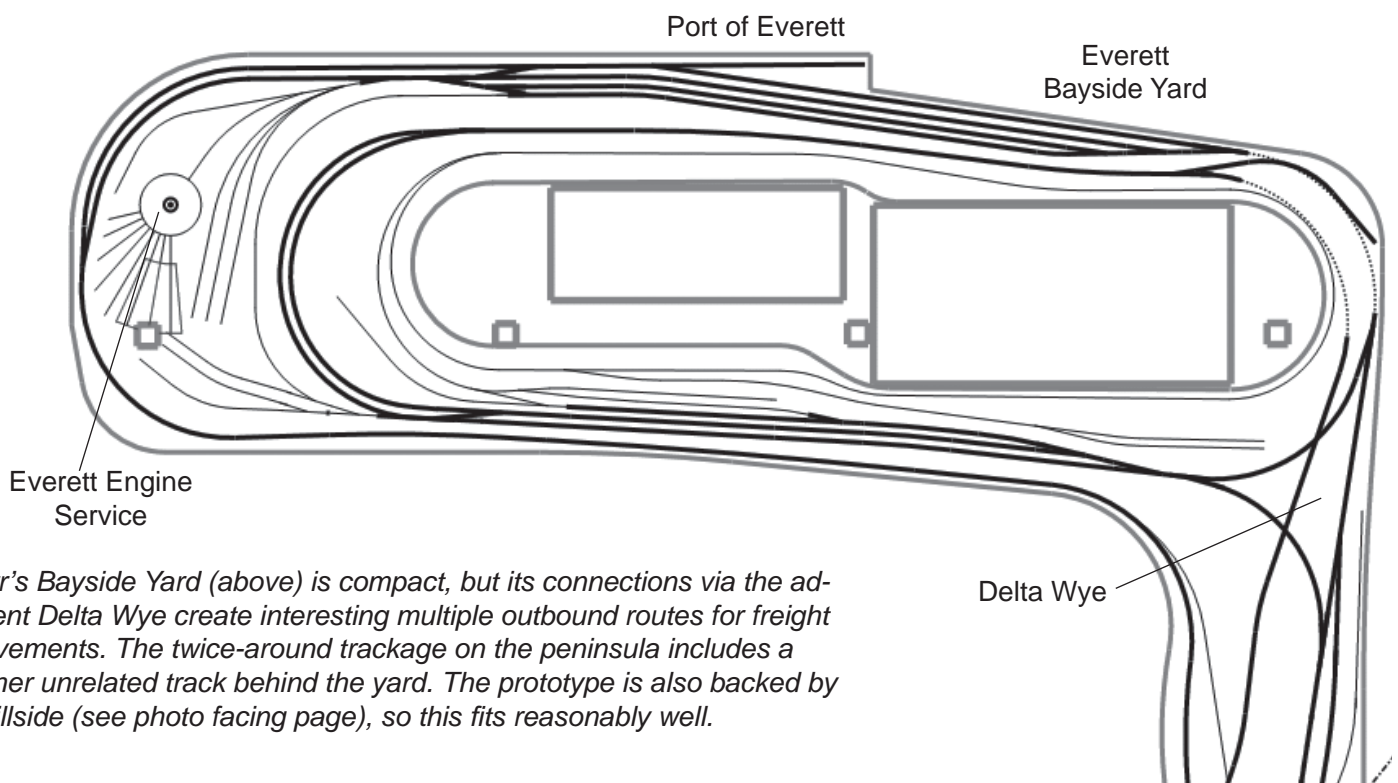 Port of Everett
Everett
Bayside Yard
Everett Engine
Service
Delta Wye
r's Bayside Yard (above) is compact, but its connections via the ad-
ent Delta Wye create interesting multiple outbound routes for freight
vements. The twice-around trackage on the peninsula includes a
ner unrelated track behind the yard. The prototype is also backed by
llside (see photo facing page), so this fits reasonably well.